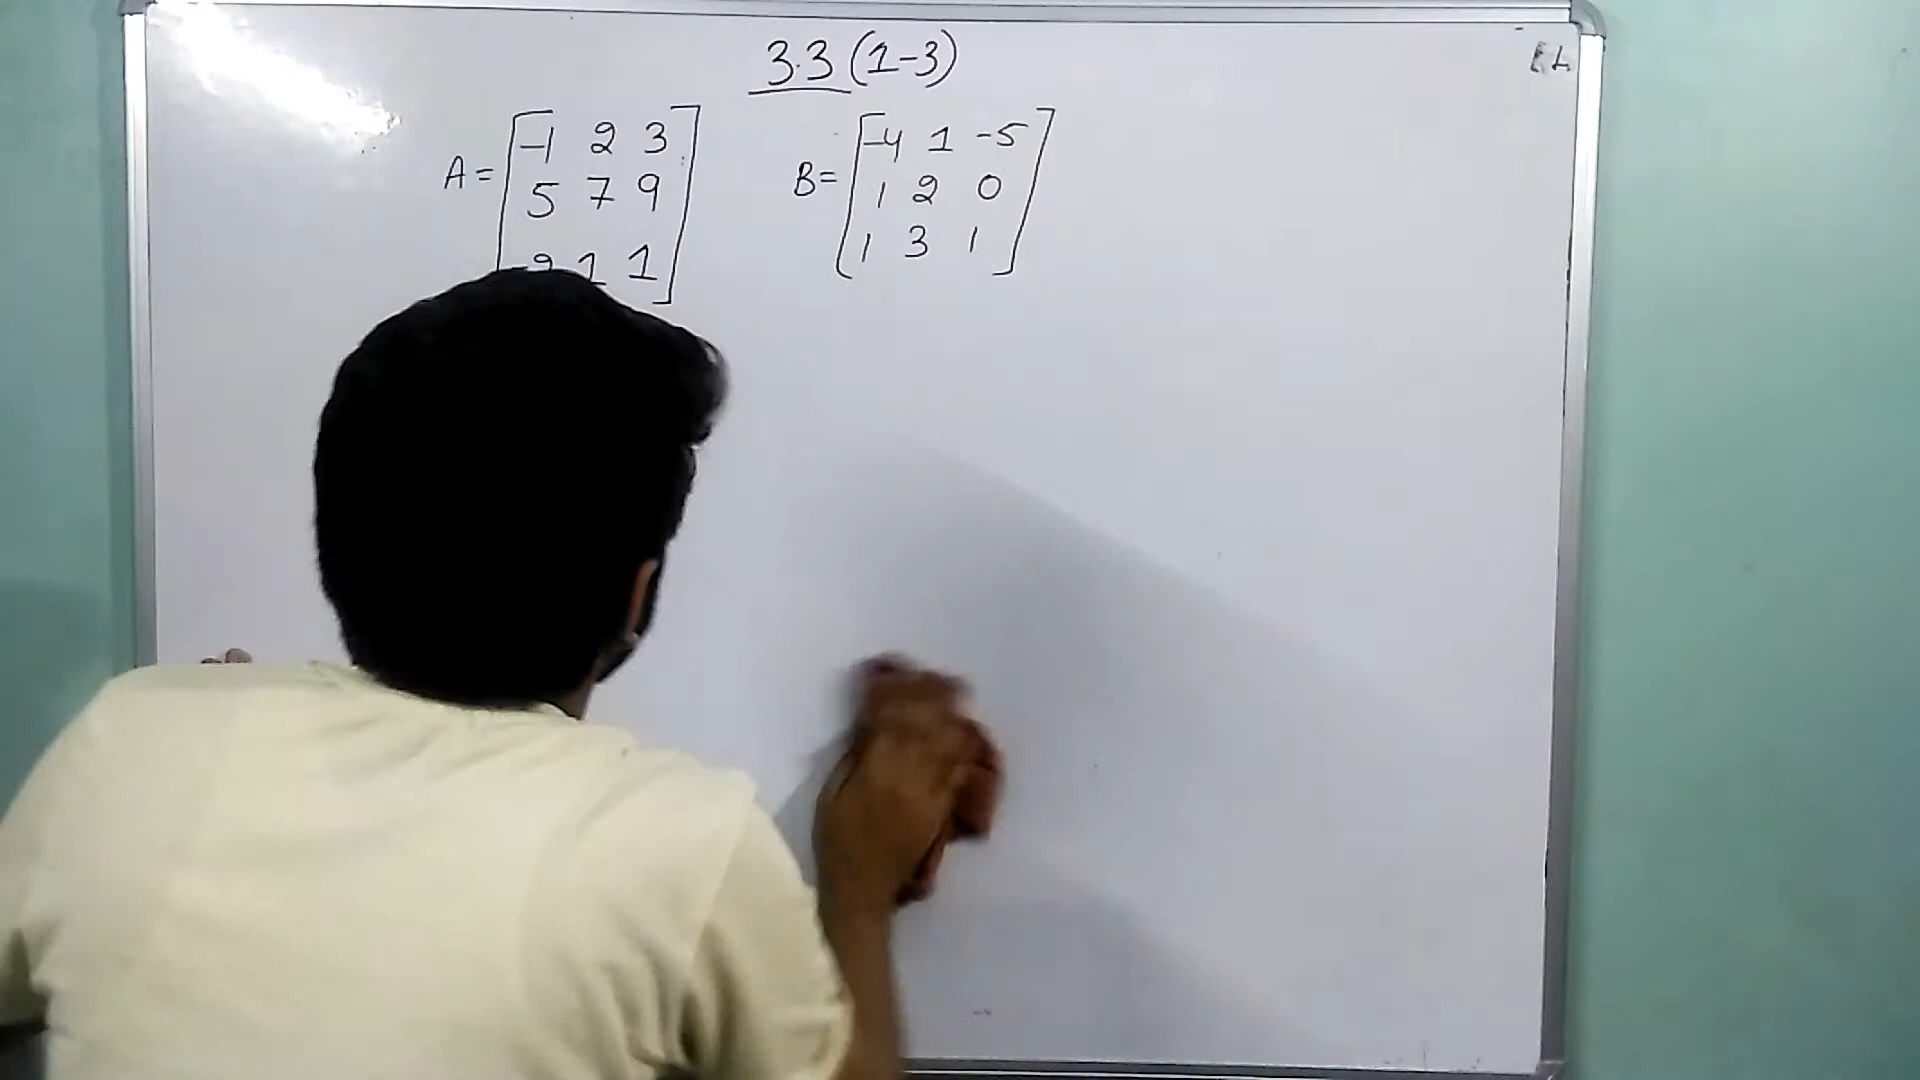 3.3 (1-3)
A = [-1 2 3
5 7 9
-2 1 1]
B = [-4 1 -5
1 2 0
1 3 1]